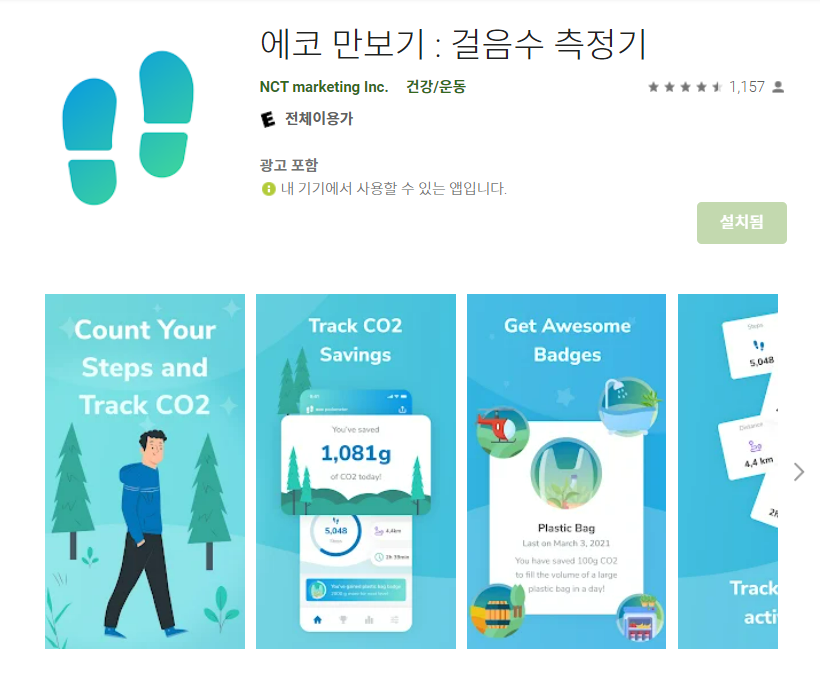 에코 만보기 : 걸음수 측정기
NCT marketing Inc. 건강/운동
1,157
E 전체이용가
광고 포함
내 기기에서 사용할 수 있는 앱입니다.
설치됨
Count Your
Steps and
Track CO2
Track CO2
Savings
eco pedometer
You've saved
1,081g
of CO2 today!
5,048
Steps
4,4km
2h 39min
You've gained plastic bag badge
Get Awesome
Badges
Plastic Bag
Last on March 3, 2021
You have saved 100g CO2
to fill the volume of a large
plastic bag in a day!
Steps
5,048
Distance
4,4 km
2h
Track
acti